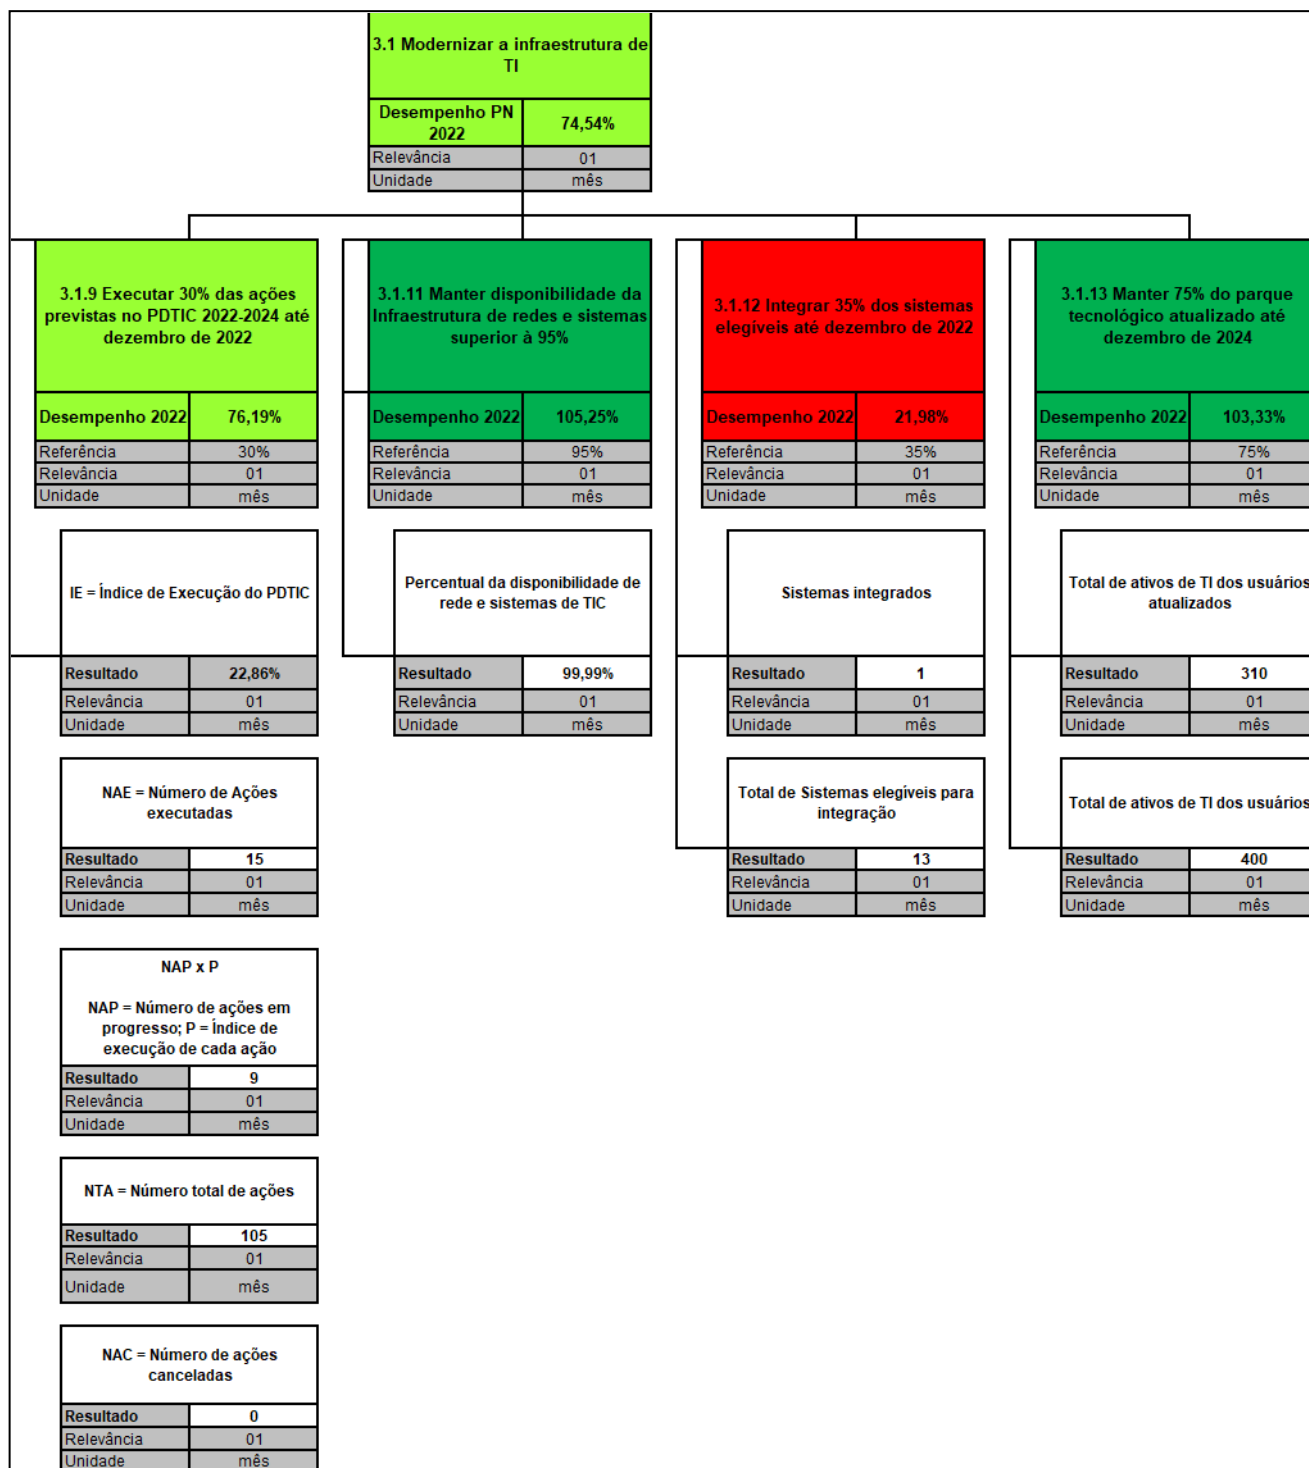 3.1 Modernizar a infraestrutura de
TI
Desempenho PN
2022
74,54%
Relevância 01
Unidade mês
3.1.9 Executar 30% das ações
previstas no PDTIC 2022-2024 até
dezembro de 2022
Desempenho 2022 76,19%
Referência 30%
Relevância 01
Unidade mês
IE = Índice de Execução do PDTIC
Resultado 22,86%
Relevância 01
Unidade mês
NAE = Número de Ações
executadas
Resultado 15
Relevância 01
Unidade mês
NAP x P
NAP = Número de ações em
progresso; P = Índice de
execução de cada ação
Resultado 9
Relevância 01
Unidade mês
NTA = Número total de ações
Resultado 105
Relevância 01
Unidade mês
NAC = Número de ações
canceladas
Resultado 0
Relevância 01
Unidade mês
3.1.11 Manter disponibilidade da
Infraestrutura de redes e sistemas
superior à 95%
Desempenho 2022 105,25%
Referência 95%
Relevância 01
Unidade mês
Percentual da disponibilidade de
rede e sistemas de TIC
Resultado 99,99%
Relevância 01
Unidade mês
3.1.12 Integrar 35% dos sistemas
elegíveis até dezembro de 2022
Desempenho 2022 21,98%
Referência 35%
Relevância 01
Unidade mês
Sistemas integrados
Resultado 1
Relevância 01
Unidade mês
Total de Sistemas elegíveis para
integração
Resultado 13
Relevância 01
Unidade mês
3.1.13 Manter 75% do parque
tecnológico atualizado até
dezembro de 2024
Desempenho 2022 103,33%
Referência 75%
Relevância 01
Unidade mês
Total de ativos de TI dos usuários
atualizados
Resultado 310
Relevância 01
Unidade mês
Total de ativos de TI dos usuários
Resultado 400
Relevância 01
Unidade mês